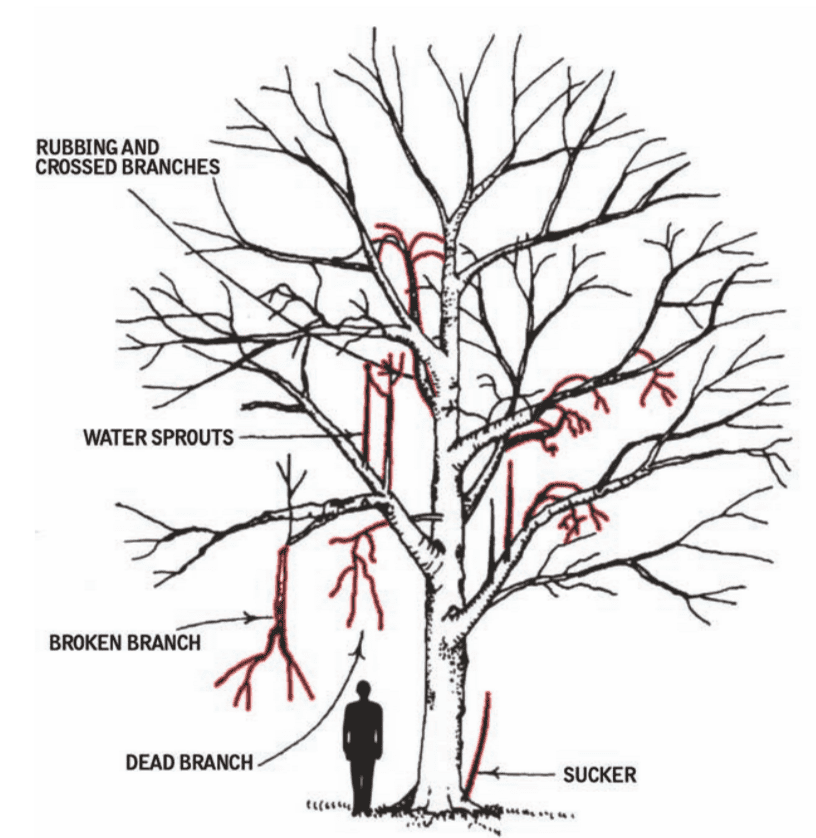 RUBBING AND
CROSSED BRANCHES
WATER SPROUTS
BROKEN BRANCH
DEAD BRANCH
SUCKER